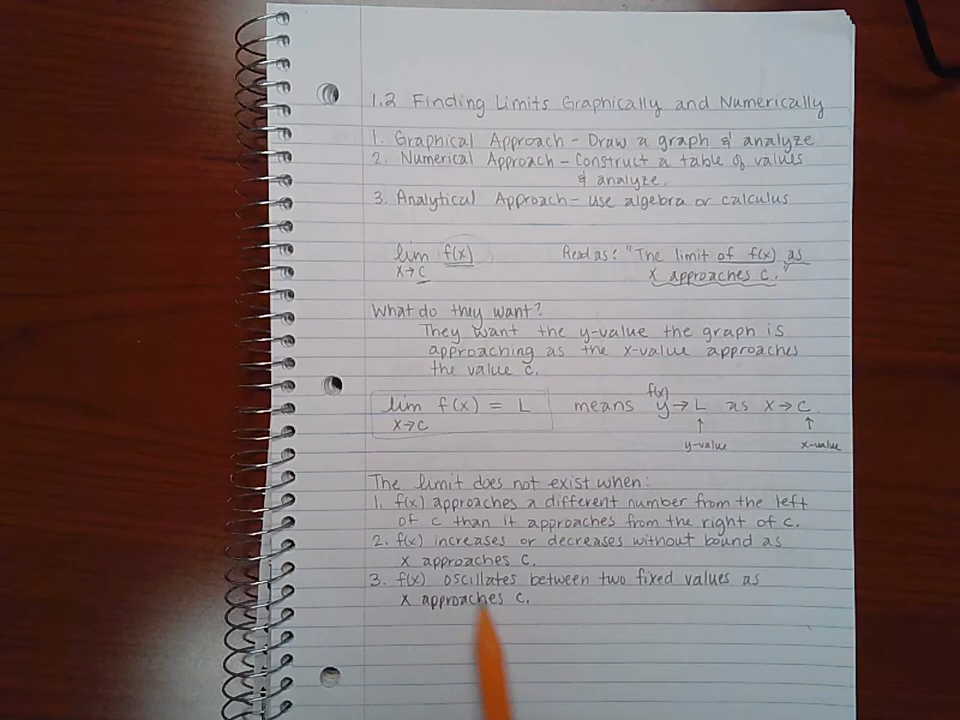 1.2 Finding Limits Graphically and Numerically
1. Graphical Approach - Draw a graph & analyze
2. Numerical Approach - Construct a table of values
& analyze.
3. Analytical Approach - Use algebra or calculus
lim f(x) Read as: "The limit of f(x) as
x→c x approaches c."
What do they want?
They want the y-value the graph is
approaching as the x-value approaches
the value c.
f(x)
lim f(x) = L means y → L as x → c.
x→c ↑ ↑
y-value x-value
The limit does not exist when:
1. f(x) approaches a different number from the left
of c than it approaches from the right of c.
2. f(x) increases or decreases without bound as
x approaches c.
3. f(x) oscillates between two fixed values as
x approaches c.